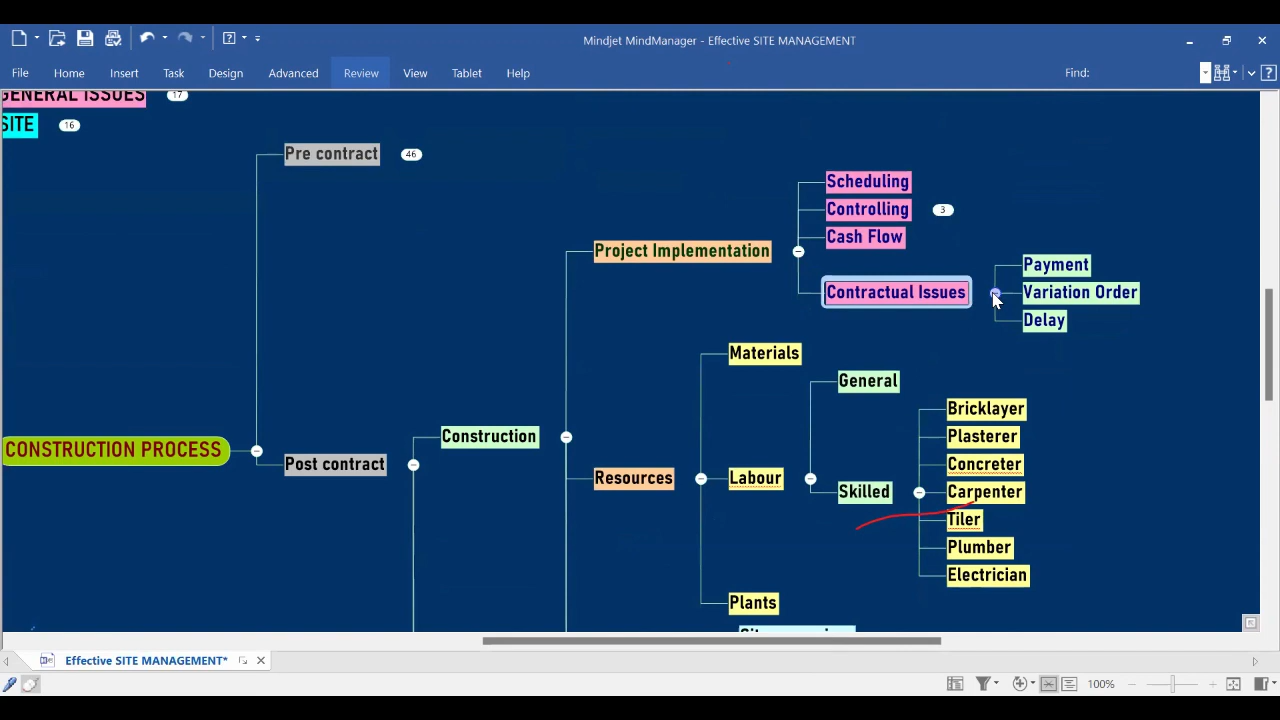 Mindjet MindManager - Effective SITE MANAGEMENT
File Home Insert Task Design Advanced Review View Tablet Help Find:
GENERAL ISSUES 17
SITE 16
Pre contract 46
Scheduling
Controlling 3
Cash Flow
Project Implementation
Contractual Issues
Payment
Variation Order
Delay
Materials
General
Bricklayer
Plasterer
Concreter
Carpenter
Tiler
Plumber
Electrician
CONSTRUCTION PROCESS
Post contract
Construction
Resources
Labour
Skilled
Plants
Effective SITE MANAGEMENT*
100%